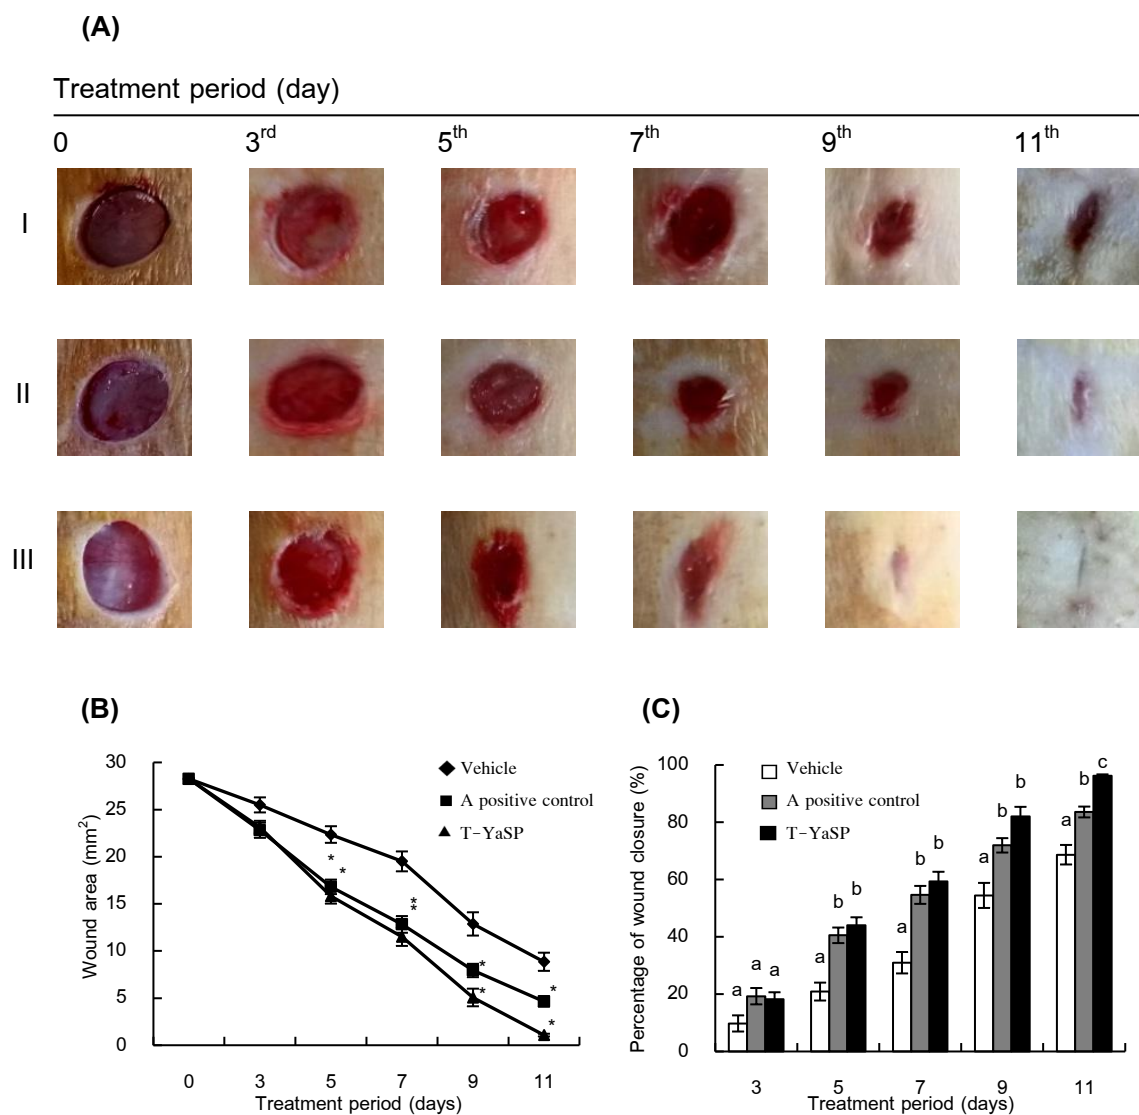 (A)
Treatment period (day)
0 3rd 5th 7th 9th 11th
I
II
III
(B)
Wound area (mm2)
30
25
20
15
10
5
0
Vehicle
A positive control
T-YaSP
* *
* *
* *
* *
0 3 5 7 9 11
Treatment period (days)
(C)
Percentage of wound closure (%)
100
80
60
40
20
0
Vehicle
A positive control
T-YaSP
a a a
a b b
a b b
a b b
a b c
3 5 7 9 11
Treatment period (days)